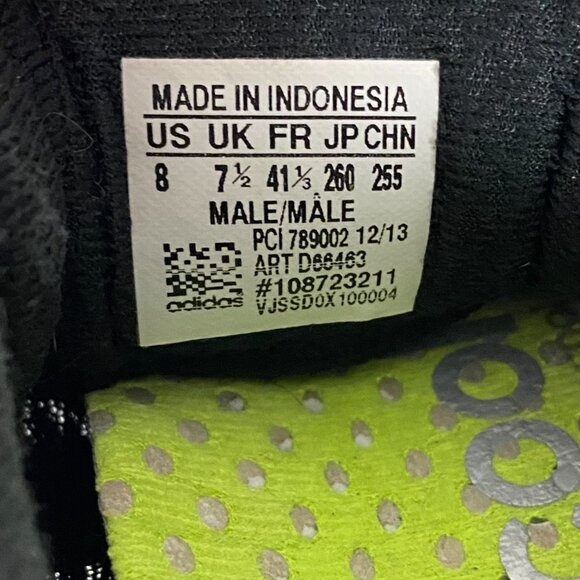 MADE IN INDONESIA
US UK FR JP CHN
8 7½ 41⅓ 260 255
MALE/MÂLE
PCI 789002 12/13
ART D66463
#108723211
adidas VJSSD0X100004